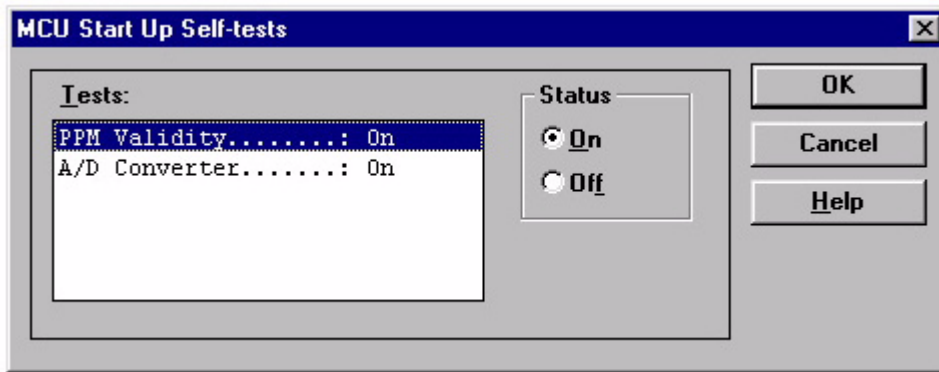 MCU Start Up Self-tests
Tests:
PPM Validity........: On
A/D Converter.......: On
Status
On
Off
OK
Cancel
Help